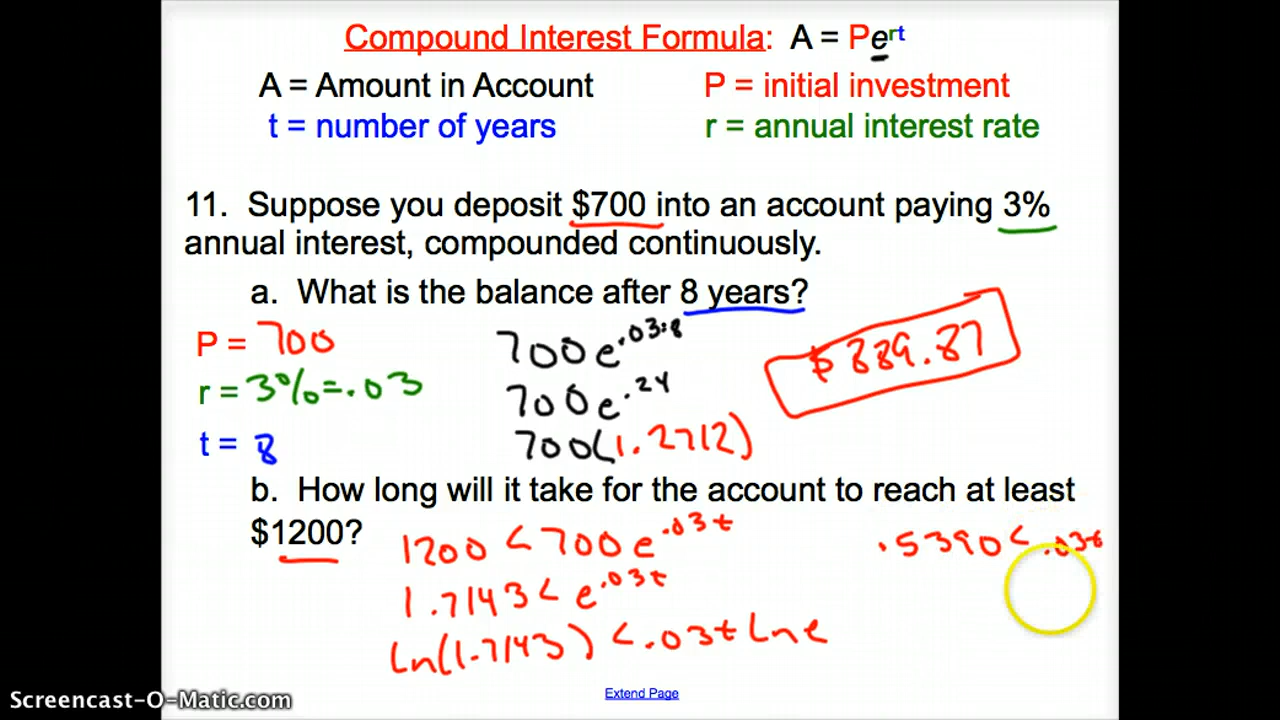 Compound Interest Formula: A = Pe^rt
A = Amount in Account P = initial investment
t = number of years r = annual interest rate
11. Suppose you deposit $700 into an account paying 3%
annual interest, compounded continuously.
a. What is the balance after 8 years?
P = 700
r = 3% = .03
t = 8
700e^.03·8
700e^.24
700(1.2712)
$889.87
b. How long will it take for the account to reach at least
$1200?
1200 < 700e^.03t
1.7143 < e^.03t
ln(1.7143) < .03t ln e
.5390 < .03t
Extend Page
Screencast-O-Matic.com